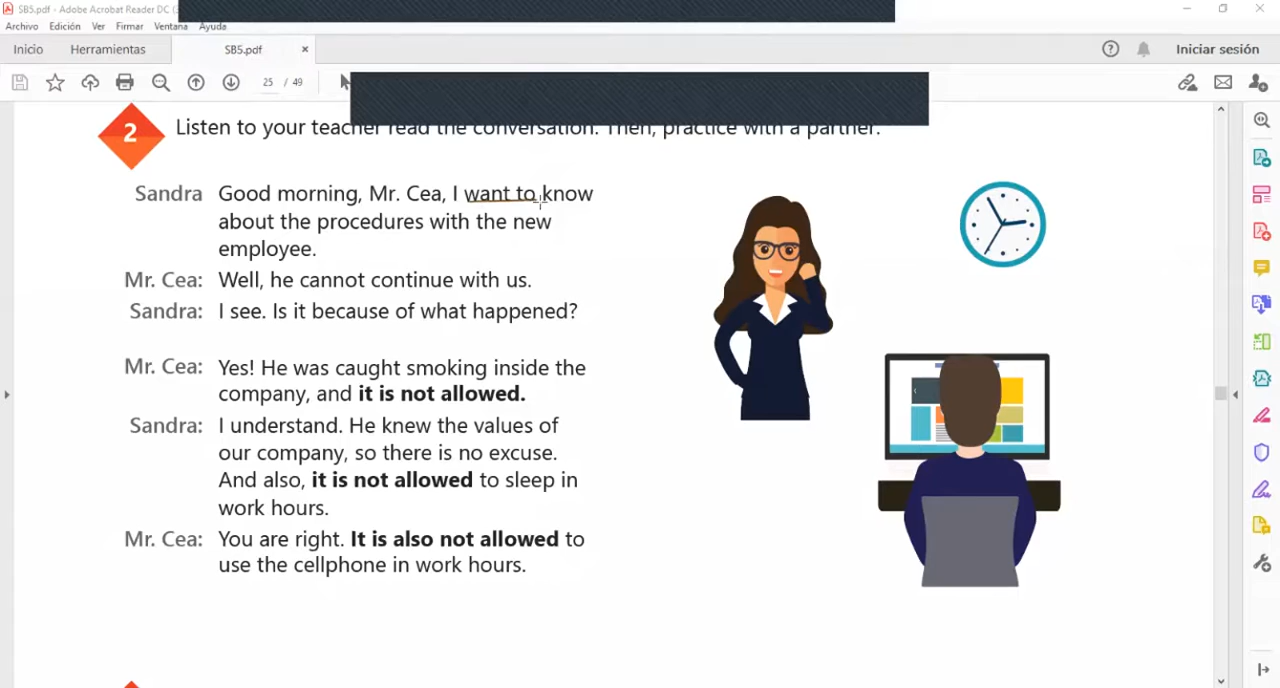 SB5.pdf - Adobe Acrobat Reader DC
Archivo Edición Ver Firmar Ventana Ayuda
Inicio Herramientas SB5.pdf × Iniciar sesión
25 / 49
2 Listen to your teacher read the conversation. Then, practice with a partner.
Sandra Good morning, Mr. Cea, I want to know
about the procedures with the new
employee.
Mr. Cea: Well, he cannot continue with us.
Sandra: I see. Is it because of what happened?
Mr. Cea: Yes! He was caught smoking inside the
company, and it is not allowed.
Sandra: I understand. He knew the values of
our company, so there is no excuse.
And also, it is not allowed to sleep in
work hours.
Mr. Cea: You are right. It is also not allowed to
use the cellphone in work hours.